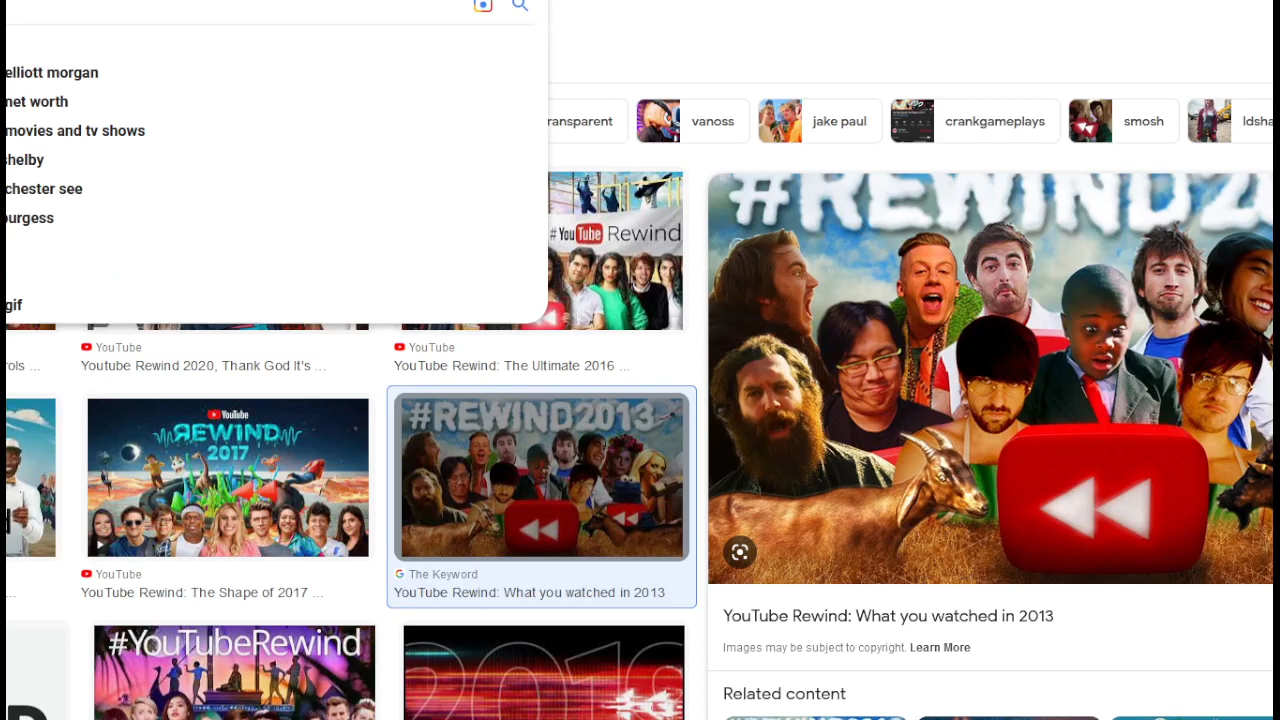 elliott morgan
net worth
movies and tv shows
shelby
chester see
burgess
gif
ransparent
vanoss
jake paul
crankgameplays
smosh
ldsha
#YouTube Rewind
#REWIND20
YouTube
Youtube Rewind 2020, Thank God It's ...
YouTube
YouTube Rewind: The Ultimate 2016 ...
rols ...
YouTube
REWIND
2017
#REWIND2013
YouTube
YouTube Rewind: The Shape of 2017 ...
The Keyword
YouTube Rewind: What you watched in 2013
...
#YouTubeRewind
YouTube Rewind: What you watched in 2013
Images may be subject to copyright. Learn More
Related content